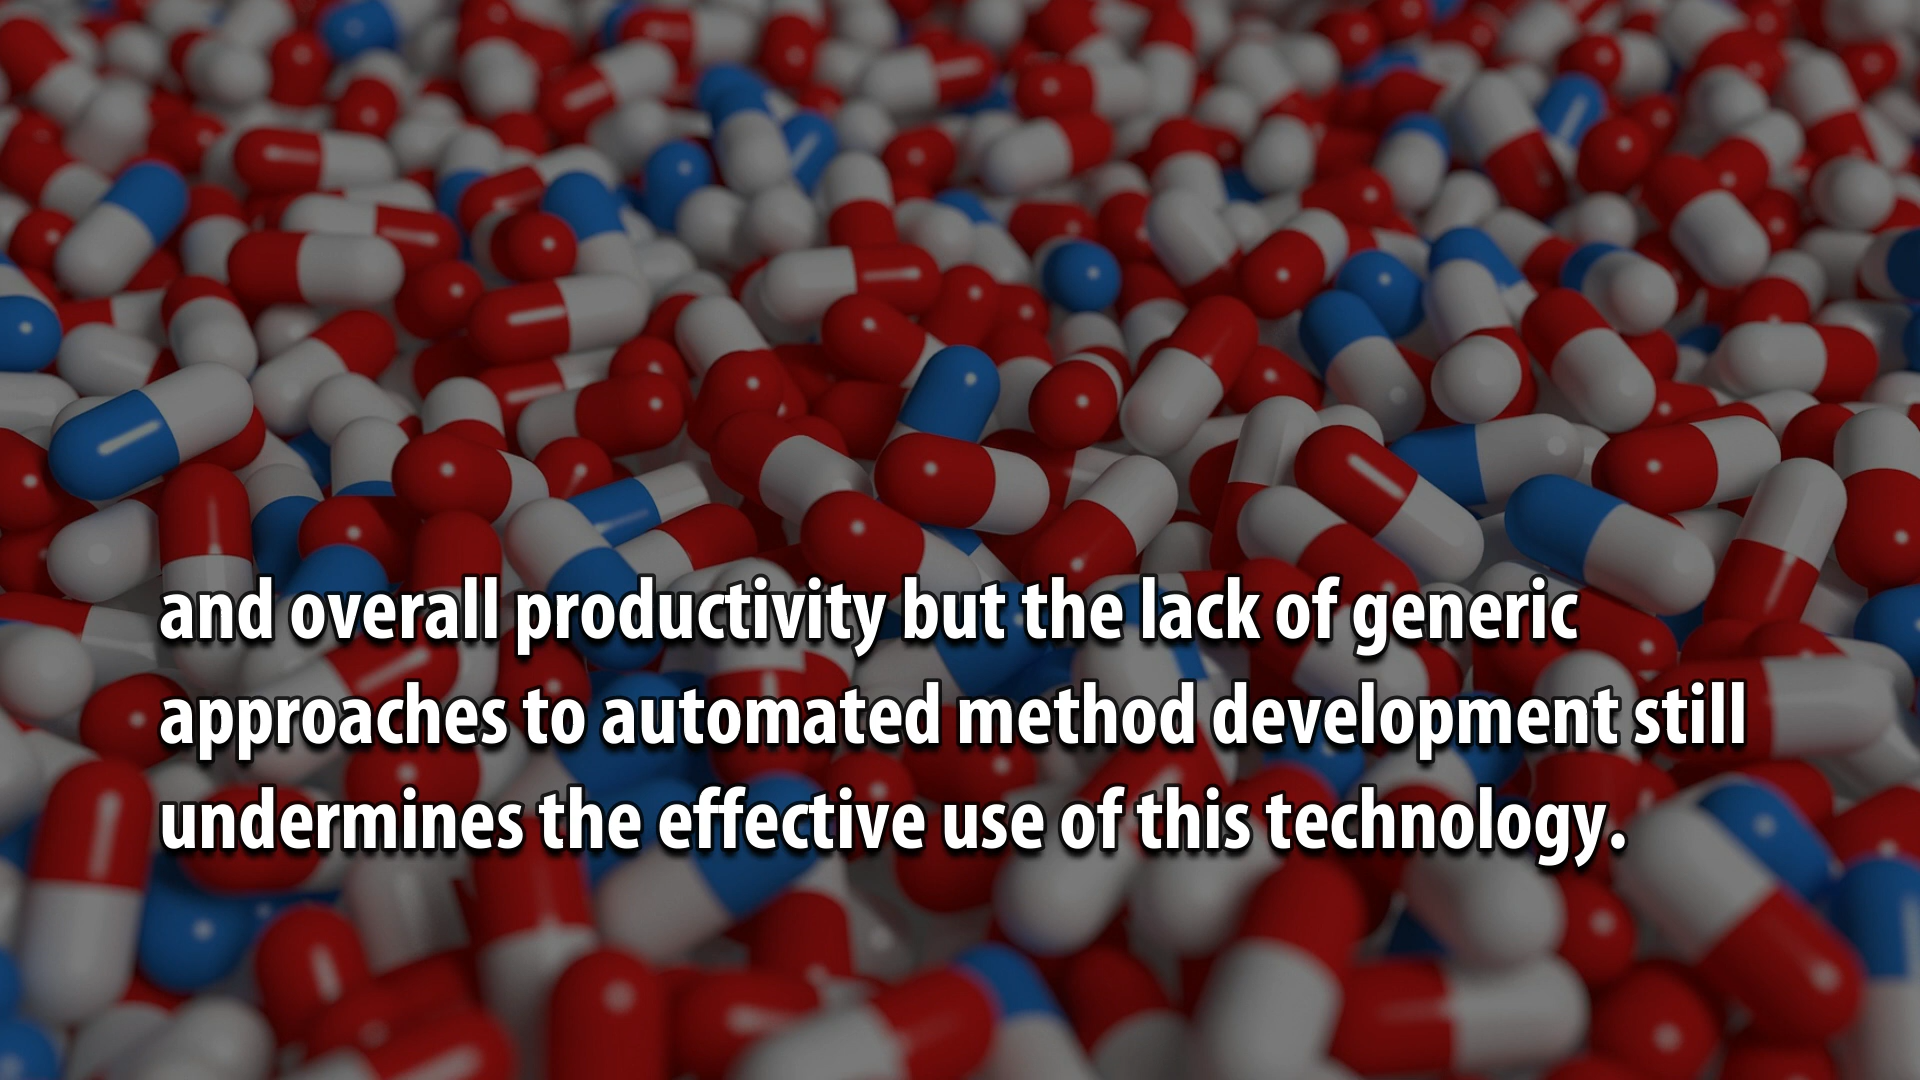 and overall productivity but the lack of generic
approaches to automated method development still
undermines the effective use of this technology.